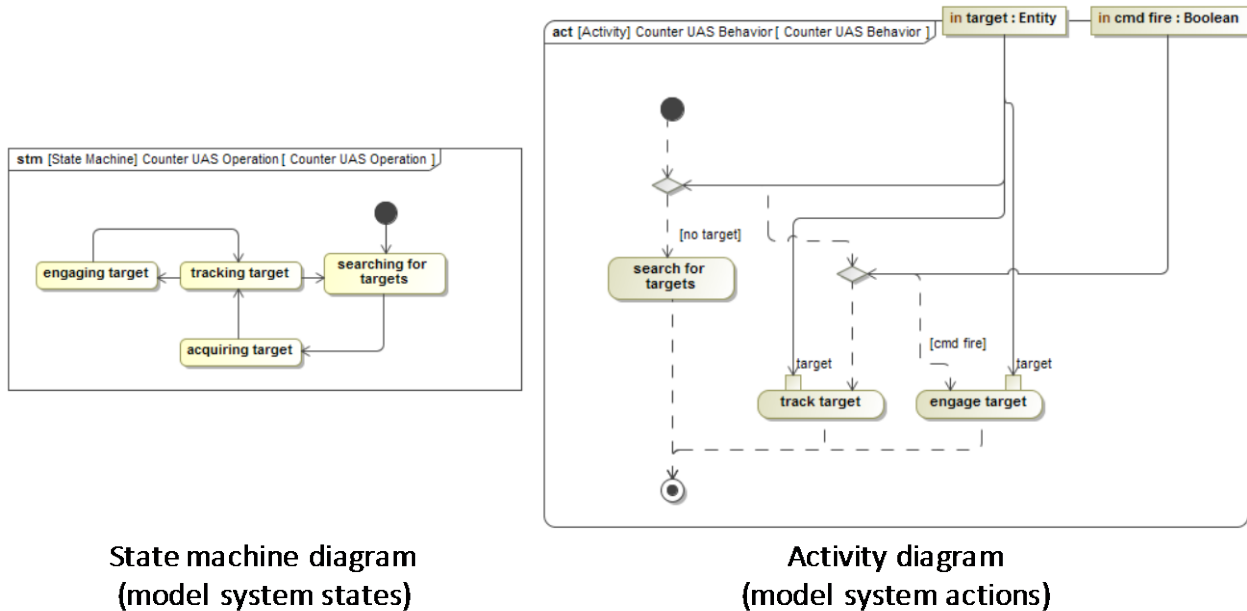 stm [State Machine] Counter UAS Operation [ Counter UAS Operation ]
engaging target
tracking target
searching for
targets
acquiring target
State machine diagram
(model system states)
in target : Entity
in cmd fire : Boolean
act [Activity] Counter UAS Behavior [ Counter UAS Behavior ]
[no target]
search for
targets
[cmd fire]
target
target
track target
engage target
Activity diagram
(model system actions)